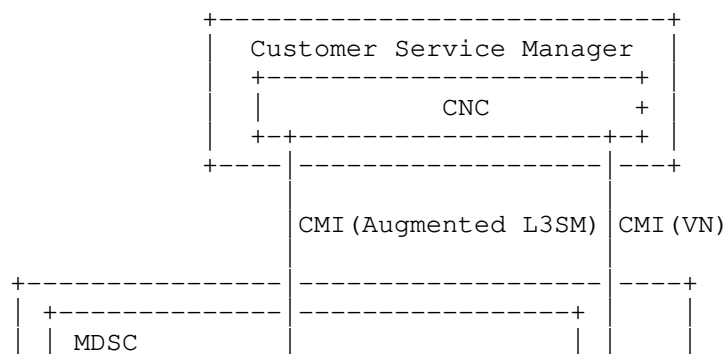 Customer Service Manager
CNC
CMI(Augmented L3SM) CMI(VN)
MDSC